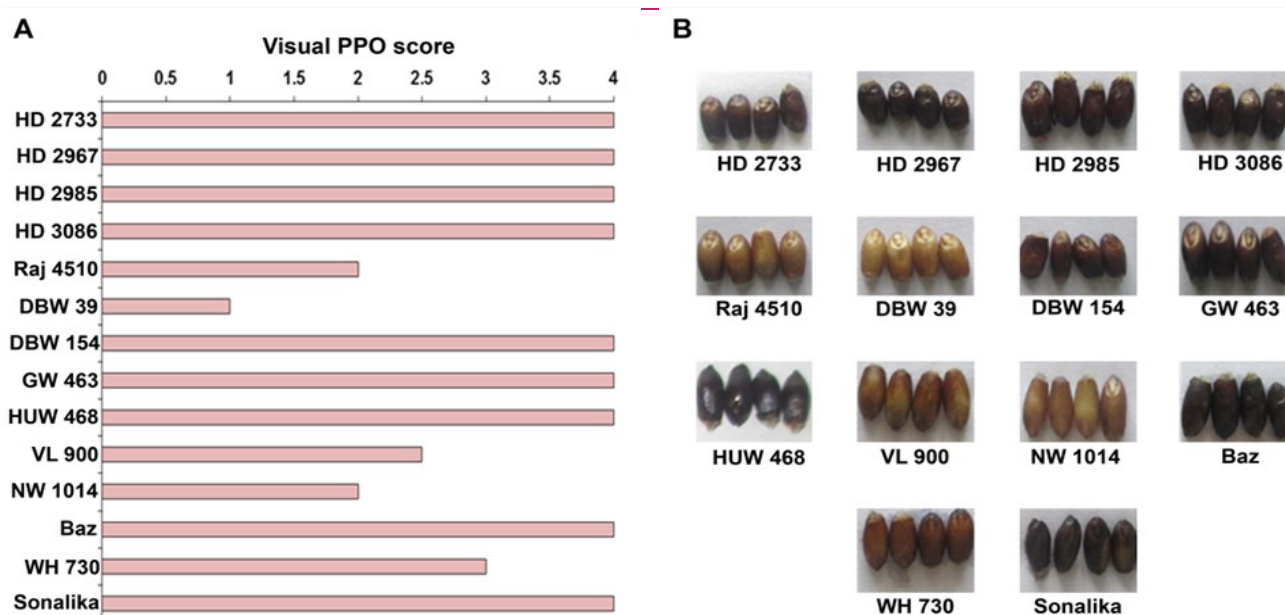 A
Visual PPO score
0 0.5 1 1.5 2 2.5 3 3.5 4
HD 2733
HD 2967
HD 2985
HD 3086
Raj 4510
DBW 39
DBW 154
GW 463
HUW 468
VL 900
NW 1014
Baz
WH 730
Sonalika
B
HD 2733 HD 2967 HD 2985 HD 3086
Raj 4510 DBW 39 DBW 154 GW 463
HUW 468 VL 900 NW 1014 Baz
WH 730 Sonalika